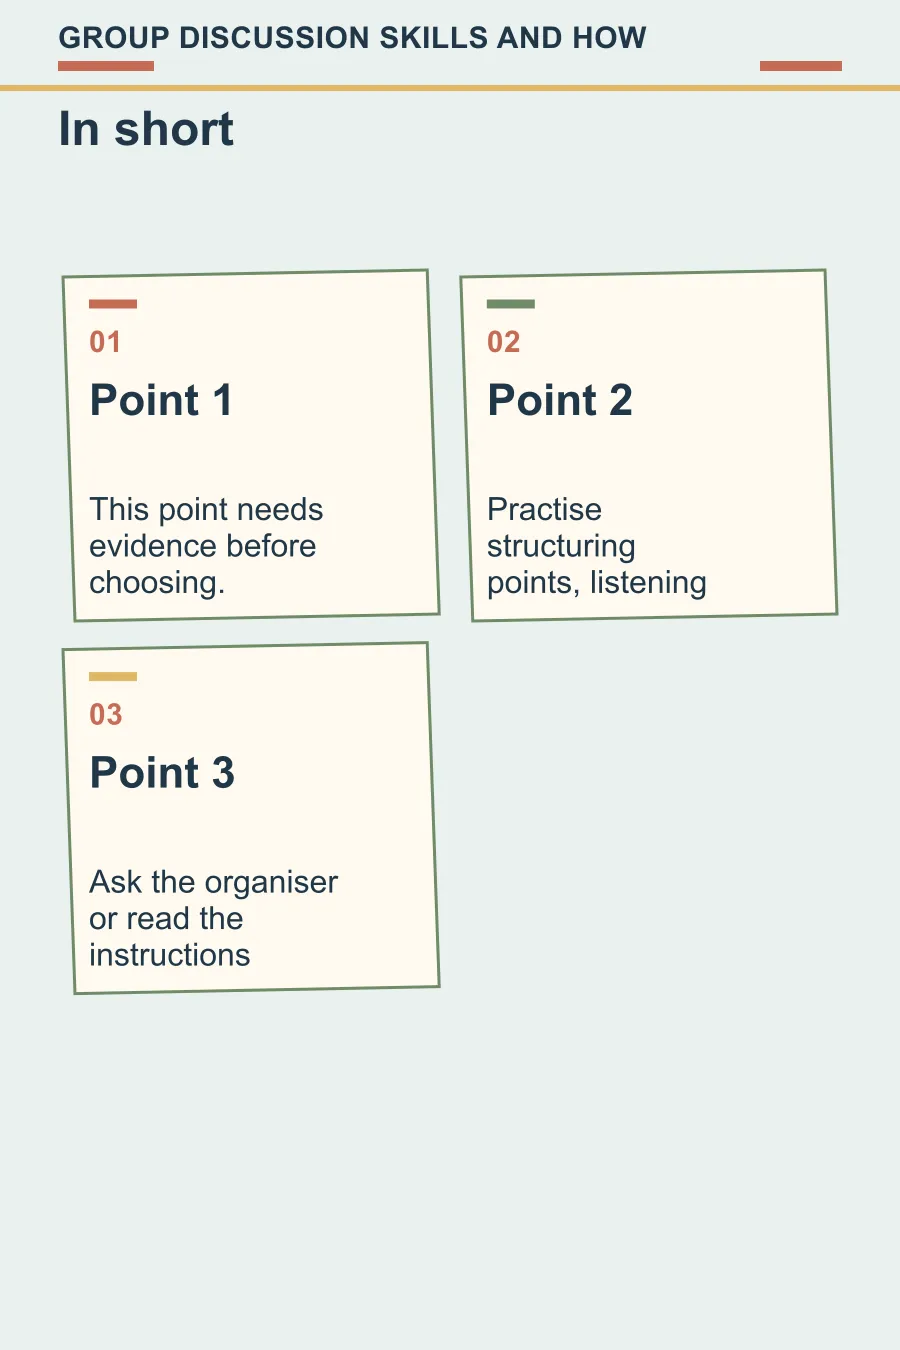 GROUP DISCUSSION SKILLS AND HOW
In short
01
Point 1
This point needs
evidence before
choosing.
02
Point 2
Practise
structuring
points, listening
03
Point 3
Ask the organiser
or read the
instructions